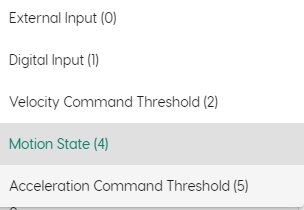 External Input (0)
Digital Input (1)
Velocity Command Threshold (2)
Motion State (4)
Acceleration Command Threshold (5)